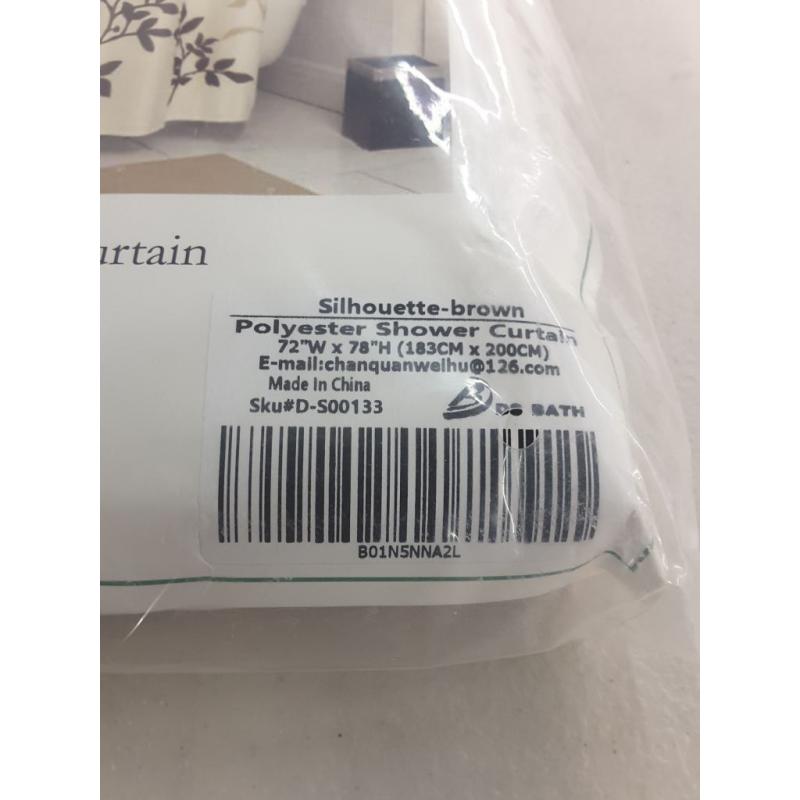 urtain
Silhouette-brown
Polyester Shower Curtain
72"W x 78"H (183CM x 200CM)
E-mail:chanquanweihu@126.com
Made In China
Sku#D-S00133
DS BATH
B01N5NNA2L